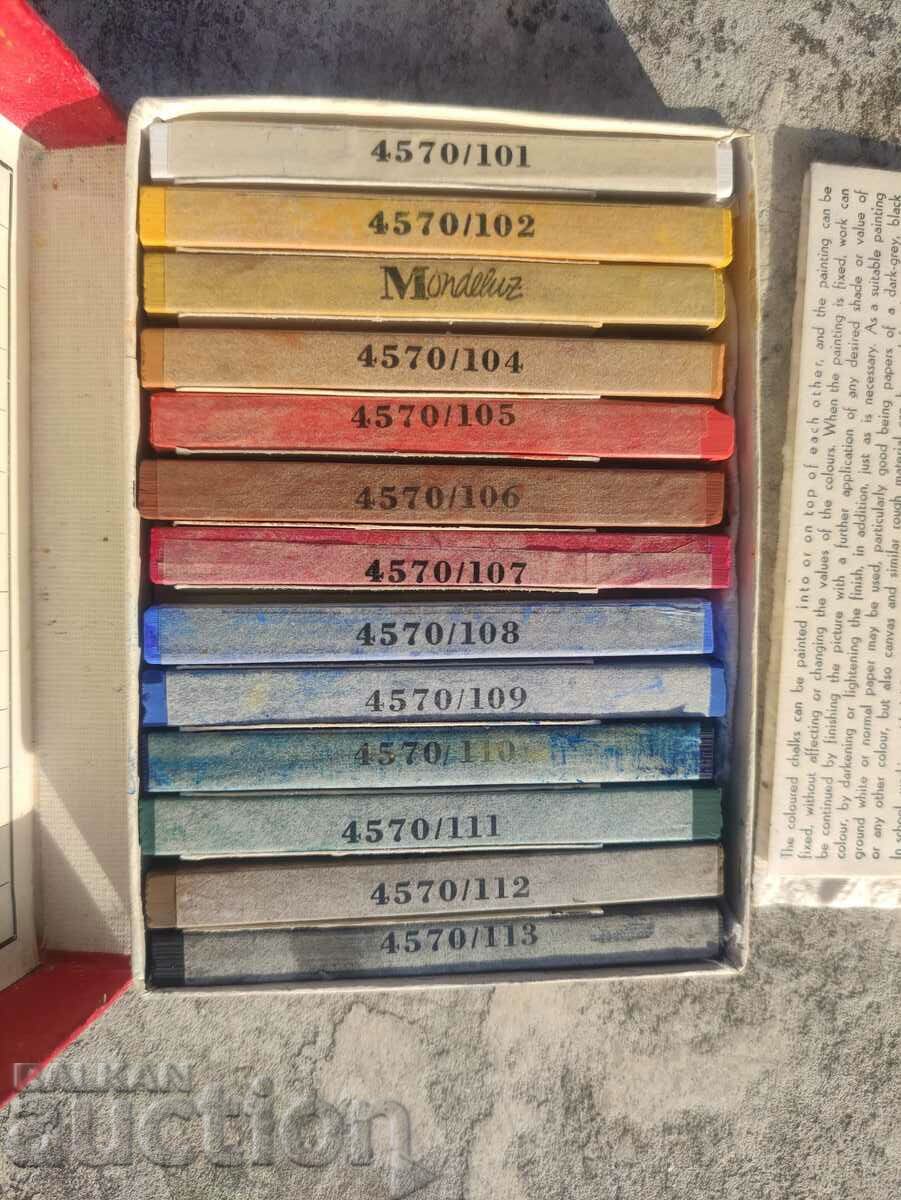 4570/101
4570/102
Mondeluz
4570/104
4570/105
4570/106
4570/107
4570/108
4570/109
4570/110
4570/111
4570/112
4570/113
The coloured chalks can be painted into or on top of each other, and the painting can be
fixed, without affecting or changing the values of the colours. When the painting is fixed, work can
be continued by finishing the picture with a further application of any desired shade or value of
colour, by darkening or lightening the finish, in addition, just as is necessary. As a suitable painting
ground white or normal paper may be used, particularly good being papers of a dark-grey, black
or any other colour, but also canvas and similar rough material
BALKAN
auction